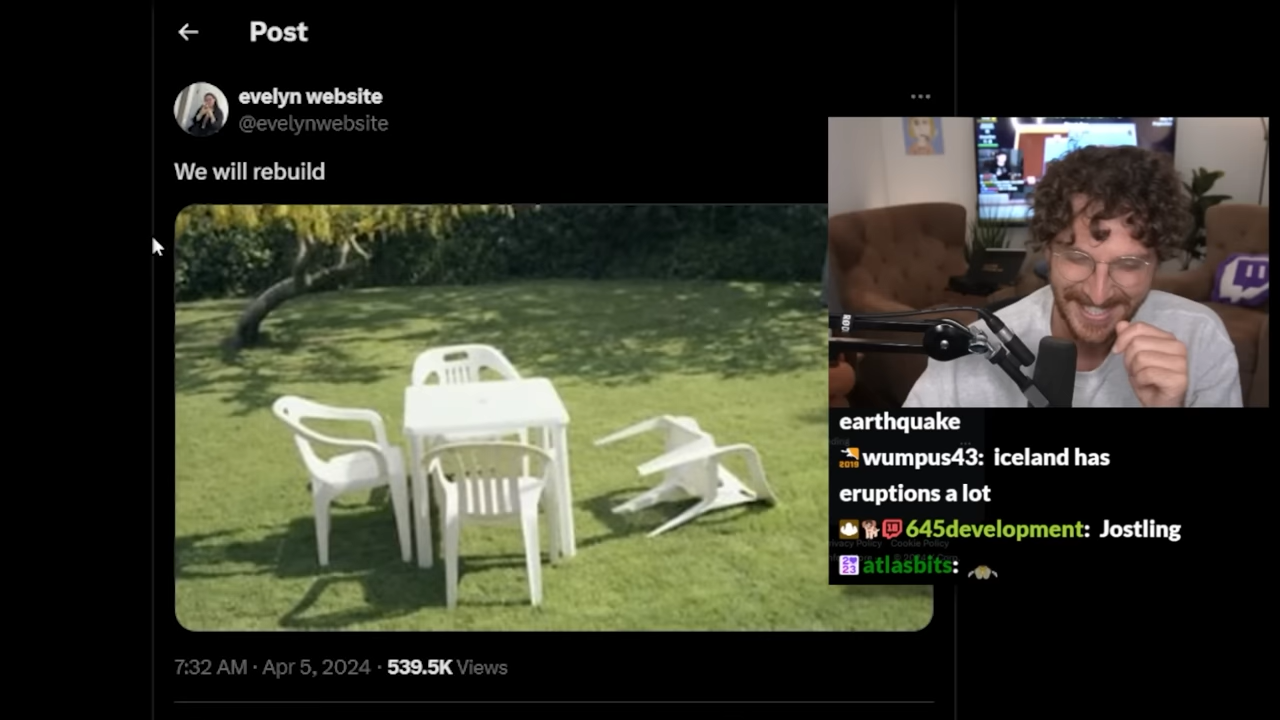 Post
evelyn website
@evelynwebsite
We will rebuild
earthquake
wumpus43: iceland has
eruptions a lot
645development: Jostling
atlasbits:
7:32 AM · Apr 5, 2024 · 539.5K Views